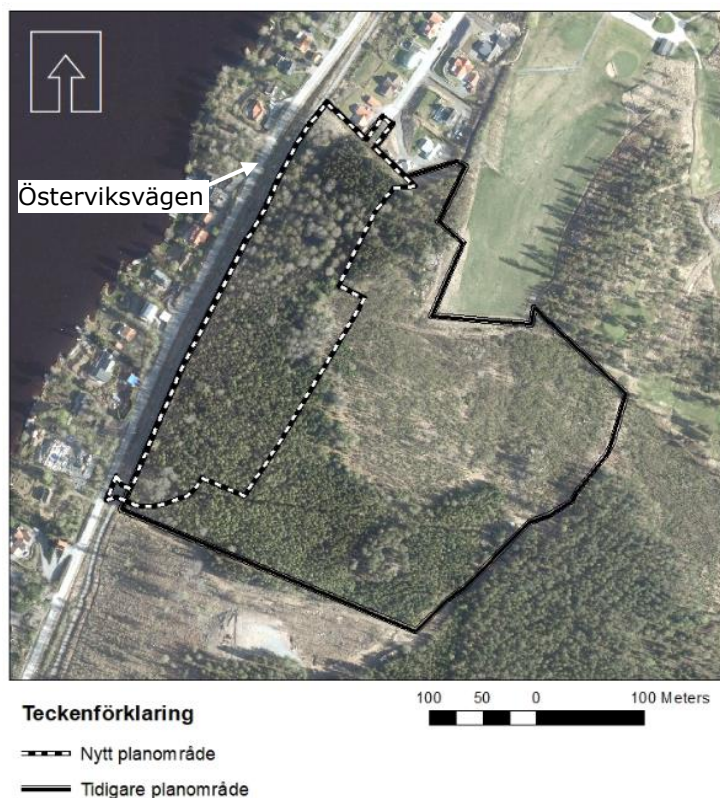 Österviksvägen
Teckenförklaring
100 50 0 100 Meters
Nytt planområde
Tidigare planområde